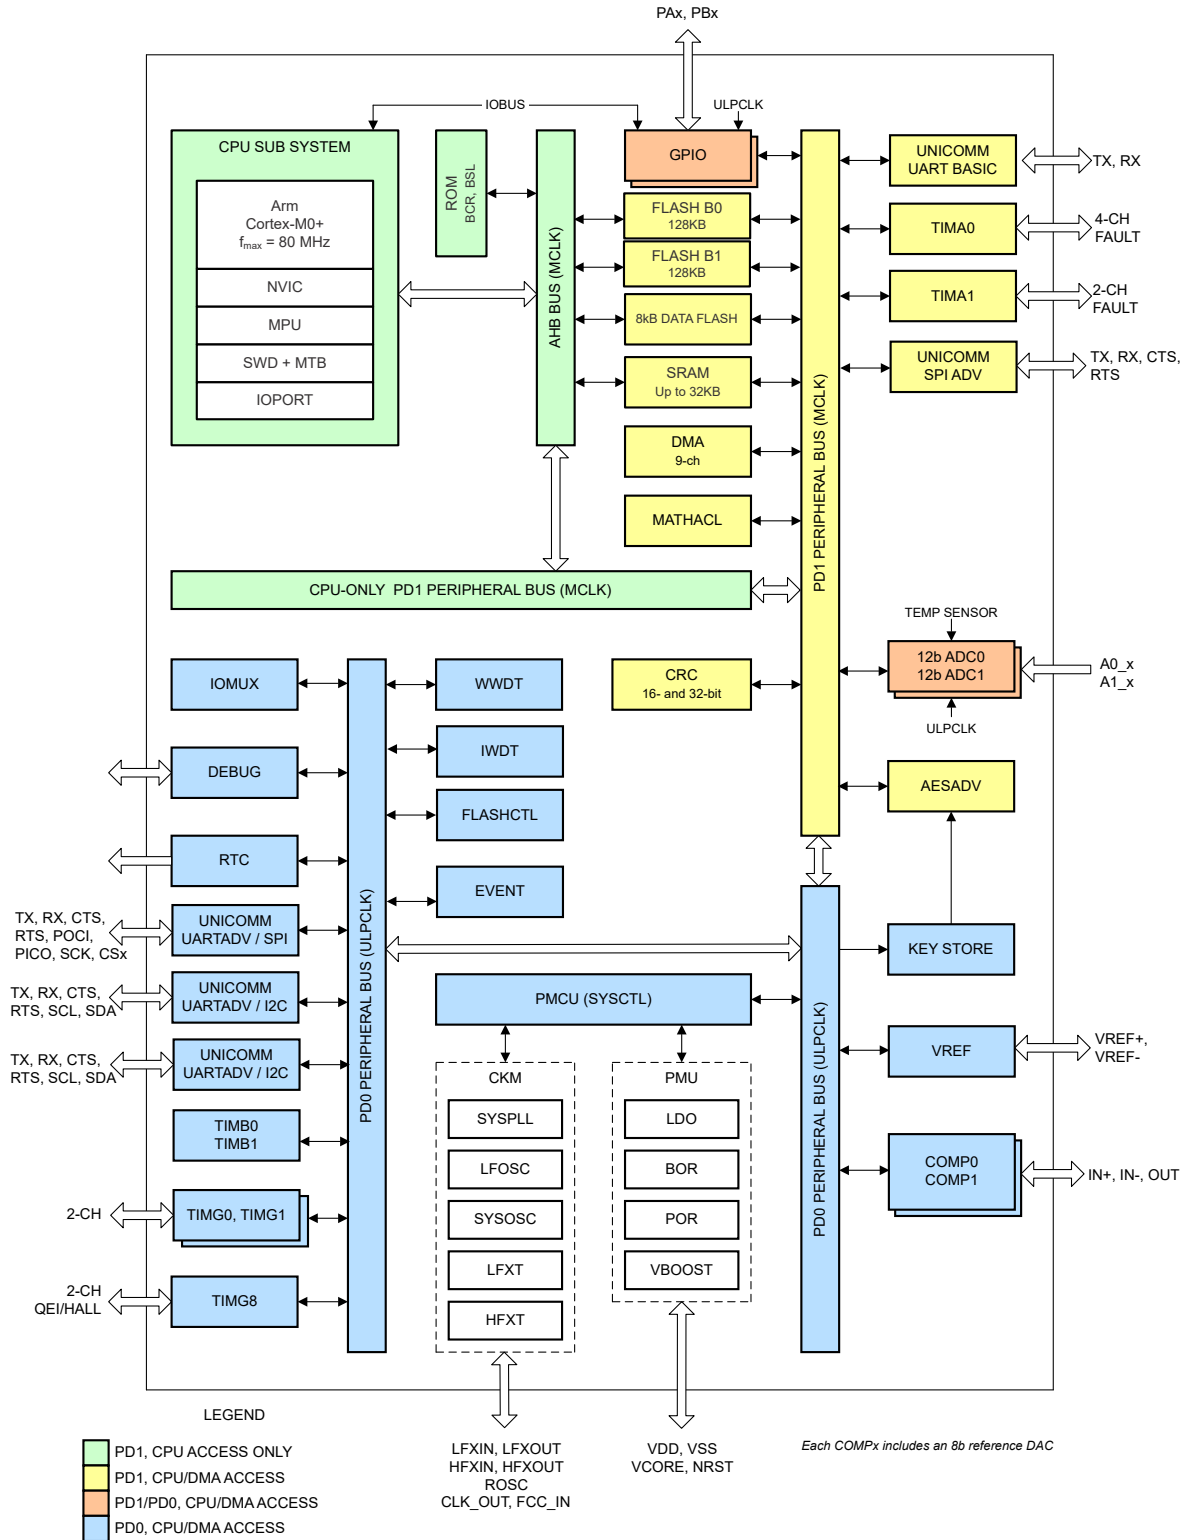 PAx, PBx
IOBUS
ULPCLK
CPU SUB SYSTEM
Arm
Cortex-M0+
fmax = 80 MHz
NVIC
MPU
SWD + MTB
IOPORT
ROM
BCR, BSL
AHB BUS (MCLK)
GPIO
FLASH B0
128KB
FLASH B1
128KB
8kB DATA FLASH
SRAM
Up to 32KB
DMA
9-ch
MATHACL
PD1 PERIPHERAL BUS (MCLK)
UNICOMM
UART BASIC
TX, RX
TIMA0
4-CH
FAULT
TIMA1
2-CH
FAULT
UNICOMM
SPI ADV
TX, RX, CTS,
RTS
CPU-ONLY PD1 PERIPHERAL BUS (MCLK)
TEMP SENSOR
12b ADC0
12b ADC1
A0_x
A1_x
ULPCLK
CRC
16- and 32-bit
AESADV
IOMUX
DEBUG
RTC
TX, RX, CTS,
RTS, POCI,
PICO, SCK, CSx
UNICOMM
UARTADV / SPI
TX, RX, CTS,
RTS, SCL, SDA
UNICOMM
UARTADV / I2C
TX, RX, CTS,
RTS, SCL, SDA
UNICOMM
UARTADV / I2C
TIMB0
TIMB1
2-CH
TIMG0, TIMG1
2-CH
QEI/HALL
TIMG8
PD0 PERIPHERAL BUS (ULPCLK)
WWDT
IWDT
FLASHCTL
EVENT
PMCU (SYSCTL)
CKM
SYSPLL
LFOSC
SYSOSC
LFXT
HFXT
PMU
LDO
BOR
POR
VBOOST
PD0 PERIPHERAL BUS (ULPCLK)
KEY STORE
VREF
VREF+,
VREF-
COMP0
COMP1
IN+, IN-, OUT
LEGEND
PD1, CPU ACCESS ONLY
PD1, CPU/DMA ACCESS
PD1/PD0, CPU/DMA ACCESS
PD0, CPU/DMA ACCESS
LFXIN, LFXOUT
HFXIN, HFXOUT
ROSC
CLK_OUT, FCC_IN
VDD, VSS
VCORE, NRST
Each COMPx includes an 8b reference DAC